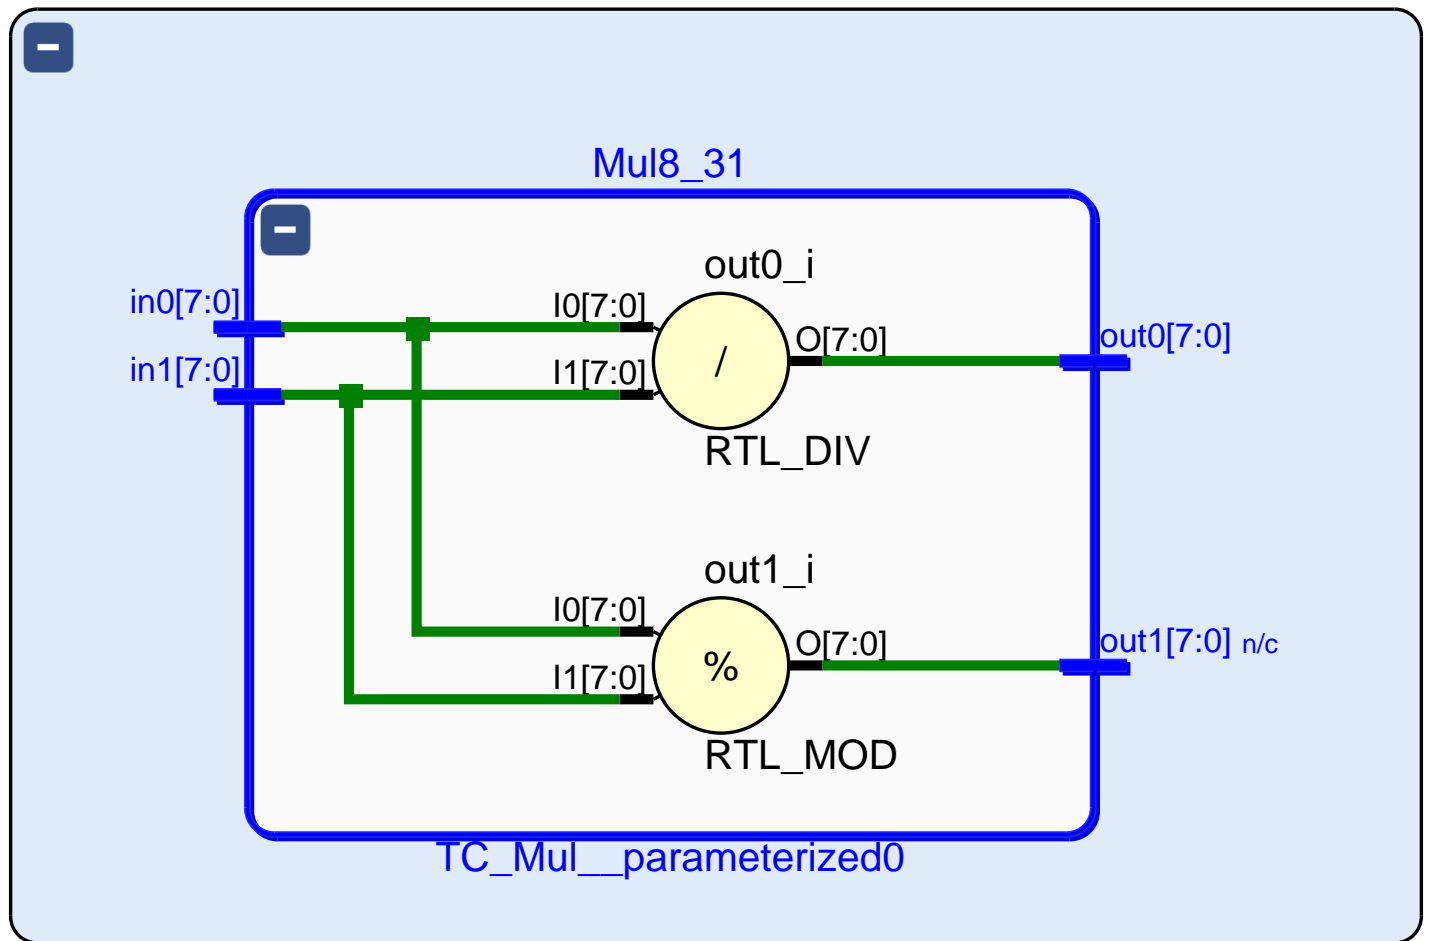 Mul8_31
out0_i
in0[7:0]
I0[7:0]
/
O[7:0]
out0[7:0]
in1[7:0]
I1[7:0]
RTL_DIV
out1_i
I0[7:0]
%
O[7:0]
out1[7:0] n/c
I1[7:0]
RTL_MOD
TC_Mul__parameterized0